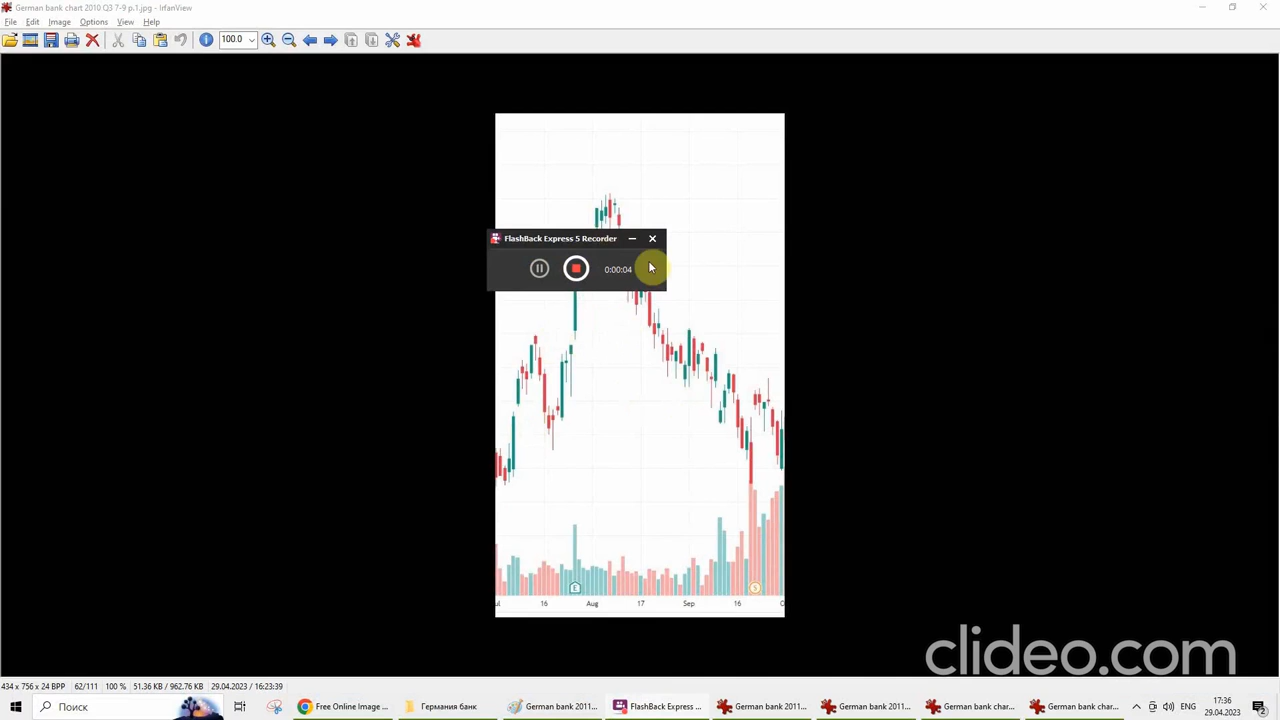 German bank chart 2010 Q3 7-9 p.1.jpg - IrfanView
File Edit Image Options View Help
100.0
FlashBack Express 5 Recorder
0:00:04
E
S
16 Aug 17 Sep 16
clideo.com
434 x 756 x 24 BPP 62/111 100 % 51.36 KB / 962.76 KB 29.04.2023 / 16:23:39
Поиск
Free Online Image ...
Германия банк
German bank 2011...
FlashBack Express ...
German bank 2011...
German bank 2011...
German bank char...
German bank char...
ENG
17:36
29.04.2023
2